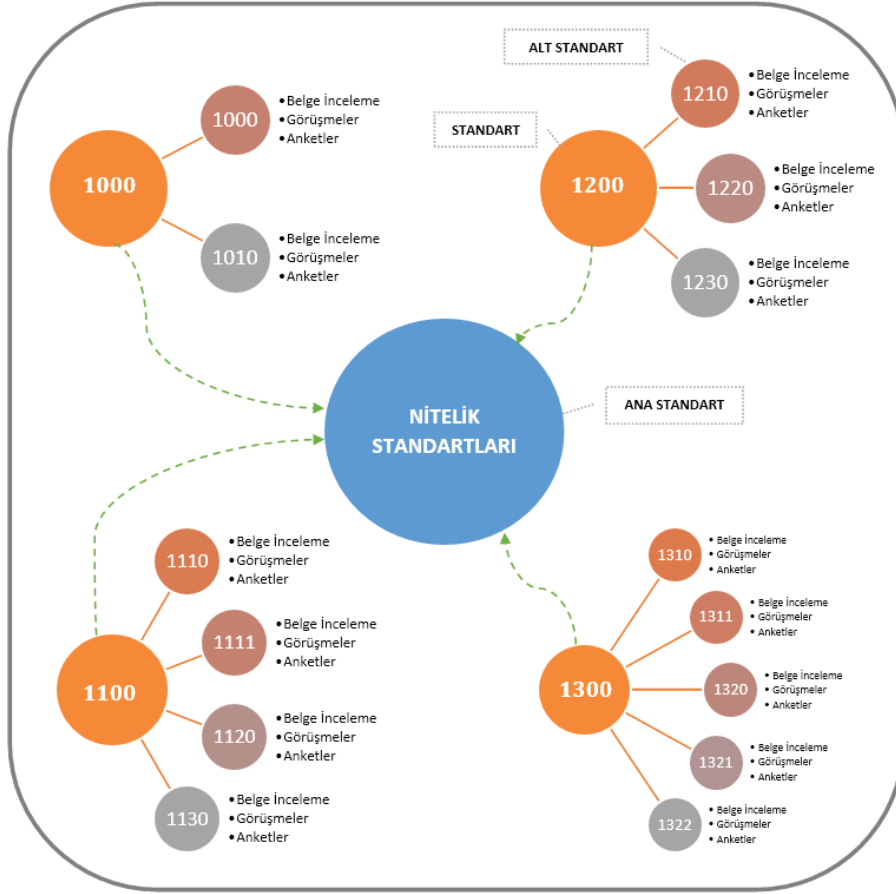 1000
1000
• Belge İnceleme
• Görüşmeler
• Anketler
1010
• Belge İnceleme
• Görüşmeler
• Anketler
ALT STANDART
STANDART
1200
1210
• Belge İnceleme
• Görüşmeler
• Anketler
1220
• Belge İnceleme
• Görüşmeler
• Anketler
1230
• Belge İnceleme
• Görüşmeler
• Anketler
NİTELİK
STANDARTLARI
ANA STANDART
1100
1110
• Belge İnceleme
• Görüşmeler
• Anketler
1111
• Belge İnceleme
• Görüşmeler
• Anketler
1120
• Belge İnceleme
• Görüşmeler
• Anketler
1130
• Belge İnceleme
• Görüşmeler
• Anketler
1300
1310
• Belge İnceleme
• Görüşmeler
• Anketler
1311
• Belge İnceleme
• Görüşmeler
• Anketler
1320
• Belge İnceleme
• Görüşmeler
• Anketler
1321
• Belge İnceleme
• Görüşmeler
• Anketler
1322
• Belge İnceleme
• Görüşmeler
• Anketler